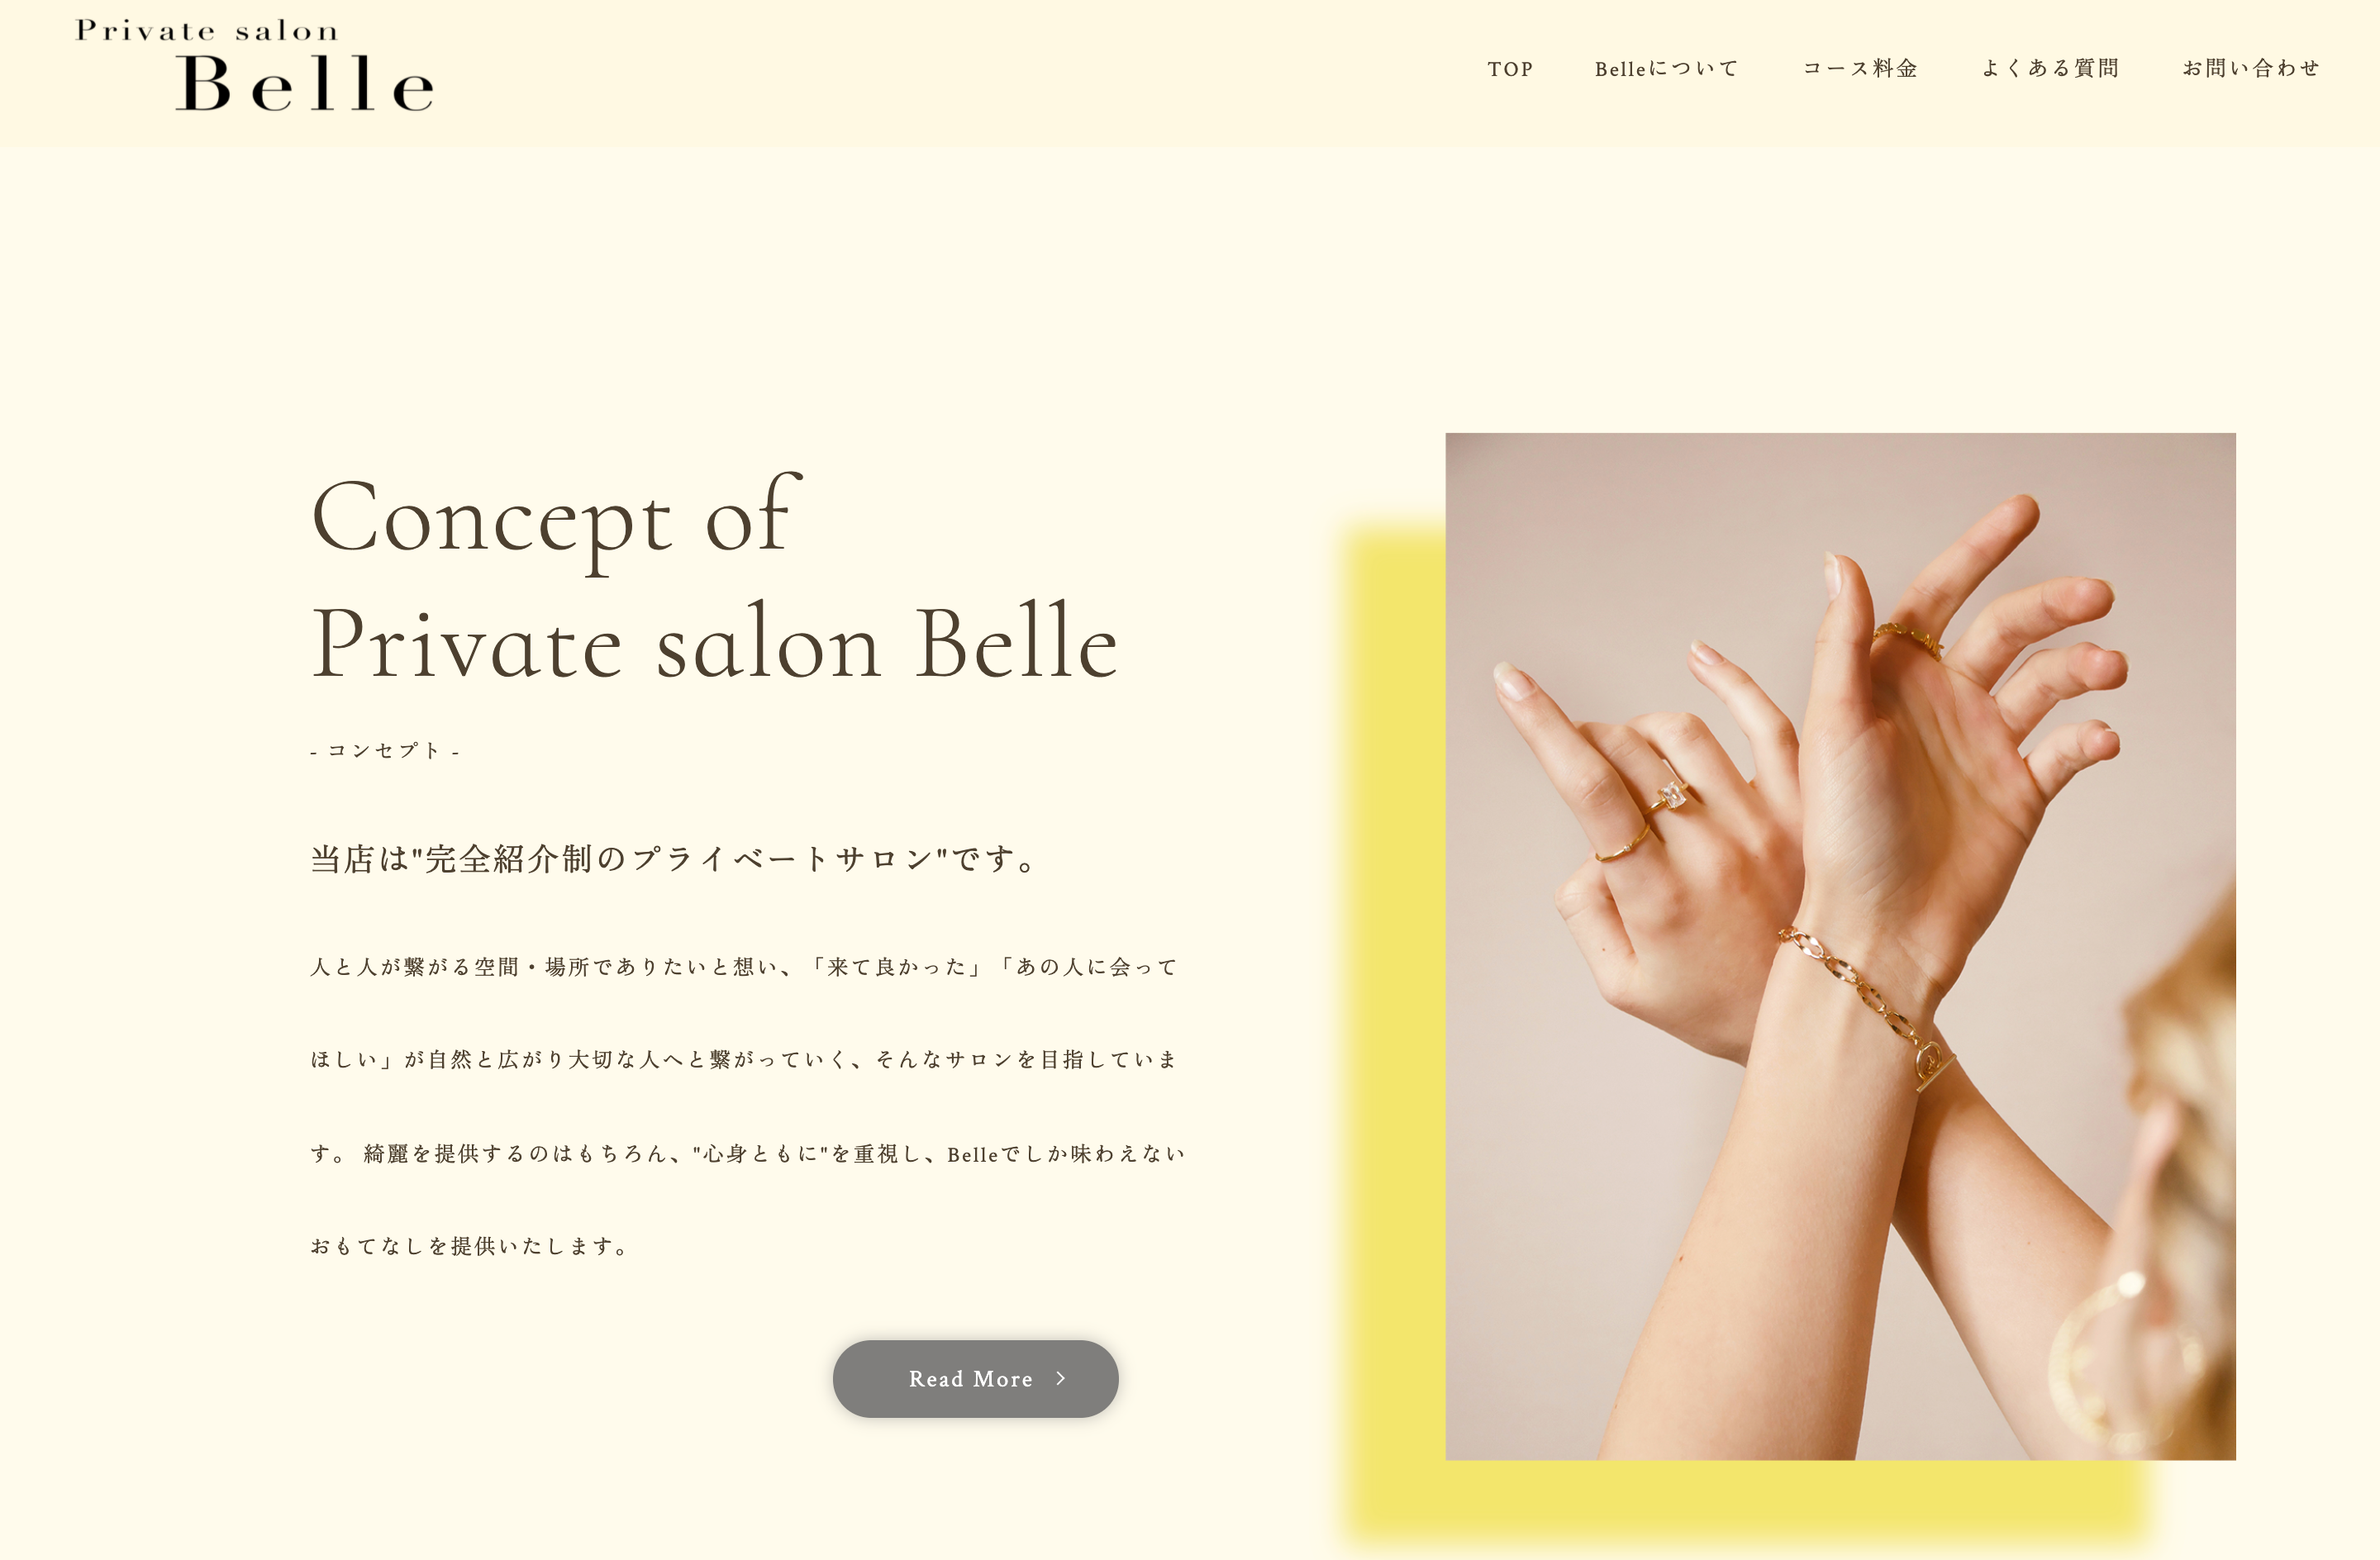 Private salon
Belle
TOP
Belleについて
コース料金
よくある質問
お問い合わせ
Concept of
Private salon Belle
- コンセプト -
当店は"完全紹介制のプライベートサロン"です。
人と人が繋がる空間・場所でありたいと想い、「来て良かった」「あの人に会って
ほしい」が自然と広がり大切な人へと繋がっていく、そんなサロンを目指していま
す。 綺麗を提供するのはもちろん、"心身ともに"を重視し、Belleでしか味わえない
おもてなしを提供いたします。
Read More